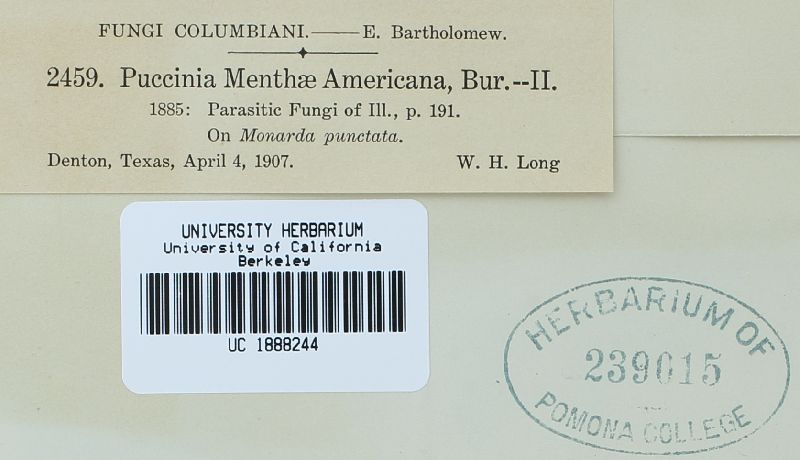 FUNGI COLUMBIANI.——E. Bartholomew.
2459. Puccinia Menthæ Americana, Bur.--II.
1885: Parasitic Fungi of Ill., p. 191.
On Monarda punctata.
Denton, Texas, April 4, 1907. W. H. Long
UNIVERSITY HERBARIUM
University of California
Berkeley
UC 1888244
HERBARIUM OF
239015
POMONA COLLEGE